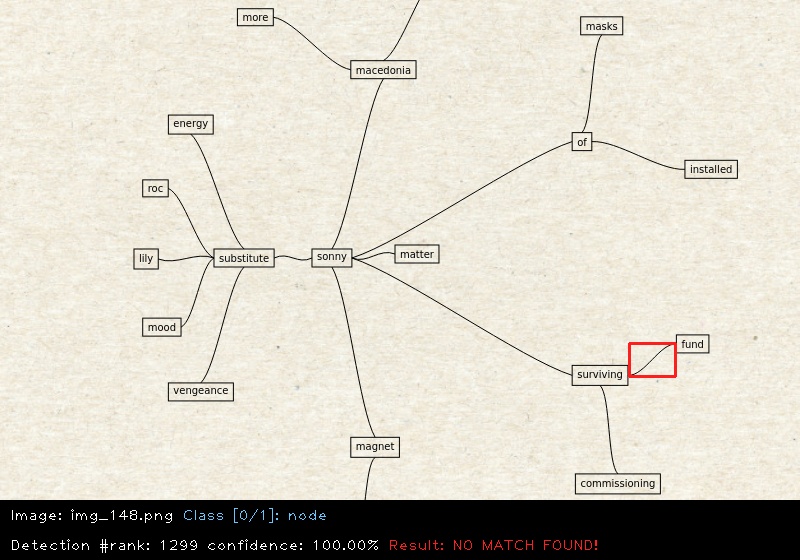 more
masks
macedonia
energy
of
installed
roc
lily
substitute
sonny
matter
mood
fund
surviving
vengeance
magnet
commissioning
Image: img_148.png Class [0/1]: node
Detection #rank: 1299 confidence: 100.00% Result: NO MATCH FOUND!